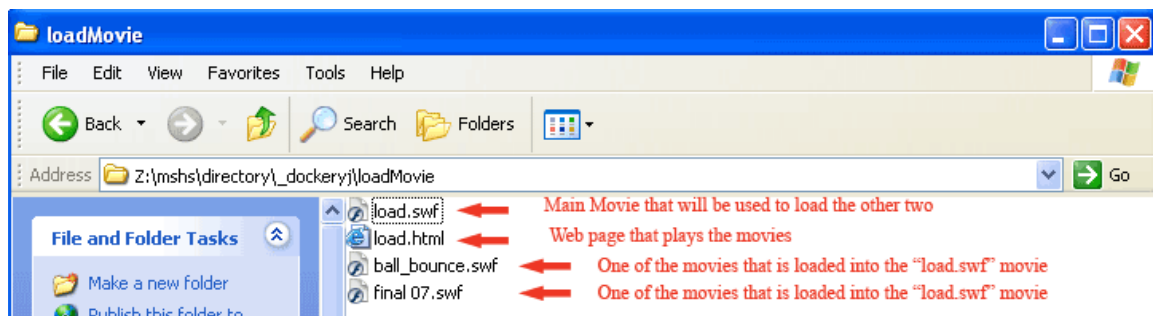 loadMovie
File Edit View Favorites Tools Help
Back Search Folders
Address Z:\mshs\directory\_dockeryj\loadMovie Go
File and Folder Tasks
Make a new folder
Publish this folder to
load.swf Main Movie that will be used to load the other two
load.html Web page that plays the movies
ball_bounce.swf One of the movies that is loaded into the “load.swf” movie
final 07.swf One of the movies that is loaded into the “load.swf” movie